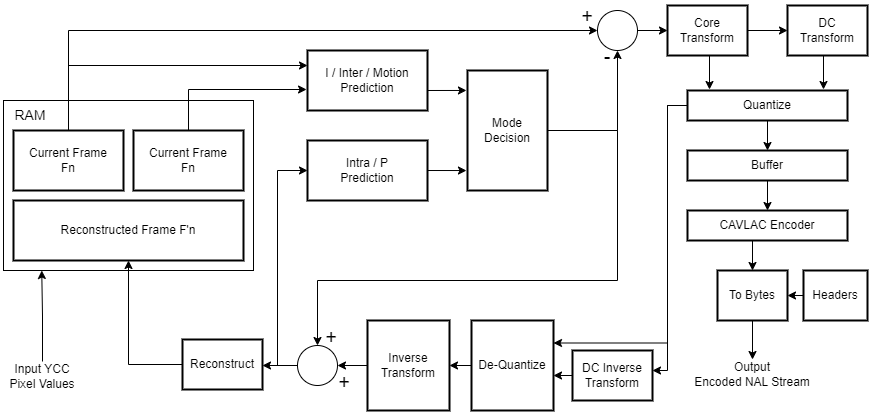 +
Core
Transform
DC
Transform
-
I / Inter / Motion
Prediction
Mode
Decision
Quantize
RAM
Current Frame
Fn
Current Frame
Fn
Intra / P
Prediction
Buffer
Reconstructed Frame F'n
CAVLAC Encoder
To Bytes
Headers
+
Reconstruct
+
Inverse
Transform
De-Quantize
DC Inverse
Transform
Input YCC
Pixel Values
Output
Encoded NAL Stream